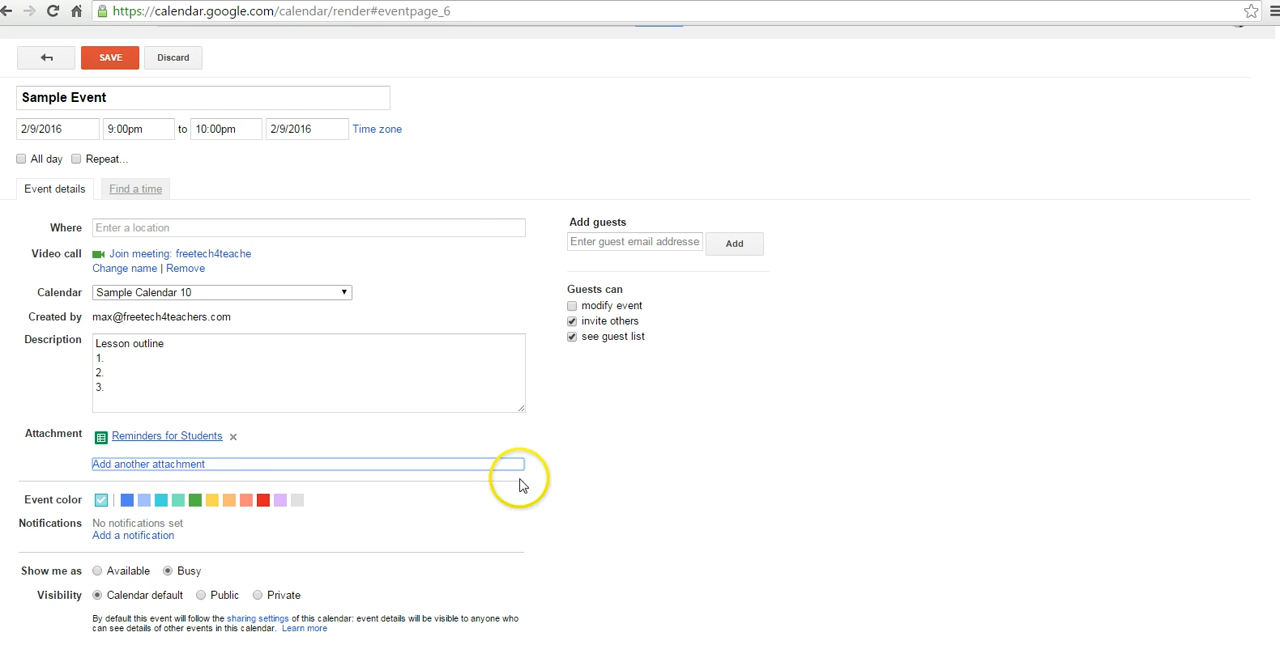 https://calendar.google.com/calendar/render#eventpage_6
SAVE Discard
Sample Event
2/9/2016 9:00pm to 10:00pm 2/9/2016 Time zone
All day Repeat...
Event details Find a time
Where Enter a location
Video call Join meeting: freetech4teache
Change name | Remove
Calendar Sample Calendar 10
Created by max@freetech4teachers.com
Description Lesson outline
1.
2.
3.
Attachment Reminders for Students ×
Add another attachment
Event color
Notifications No notifications set
Add a notification
Show me as Available Busy
Visibility Calendar default Public Private
By default this event will follow the sharing settings of this calendar: event details will be visible to anyone who
can see details of other events in this calendar. Learn more
Add guests
Enter guest email addresse Add
Guests can
modify event
invite others
see guest list